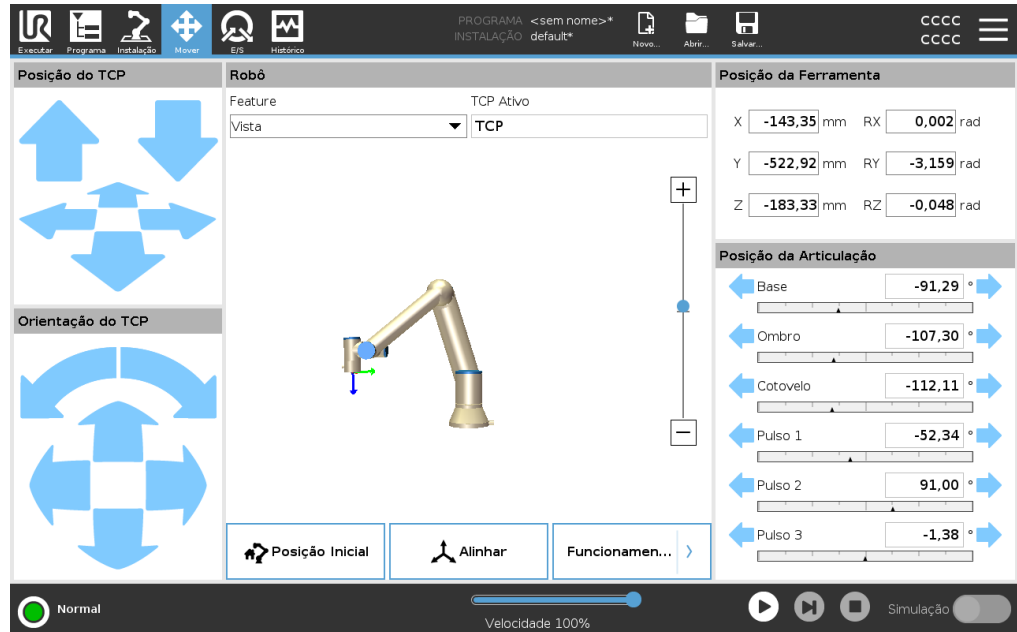 UR
Executar
Programa
Instalação
Mover
E/S
Histórico
PROGRAMA <sem nome>*
INSTALAÇÃO default*
Novo...
Abrir...
Salvar...
CCCC
CCCC
Posição do TCP
Orientação do TCP
Robô
Feature
TCP Ativo
Vista
TCP
+
−
Posição Inicial
Alinhar
Funcionamen...
Posição da Ferramenta
X -143,35 mm RX 0,002 rad
Y -522,92 mm RY -3,159 rad
Z -183,33 mm RZ -0,048 rad
Posição da Articulação
Base -91,29 °
Ombro -107,30 °
Cotovelo -112,11 °
Pulso 1 -52,34 °
Pulso 2 91,00 °
Pulso 3 -1,38 °
Normal
Velocidade 100%
Simulação